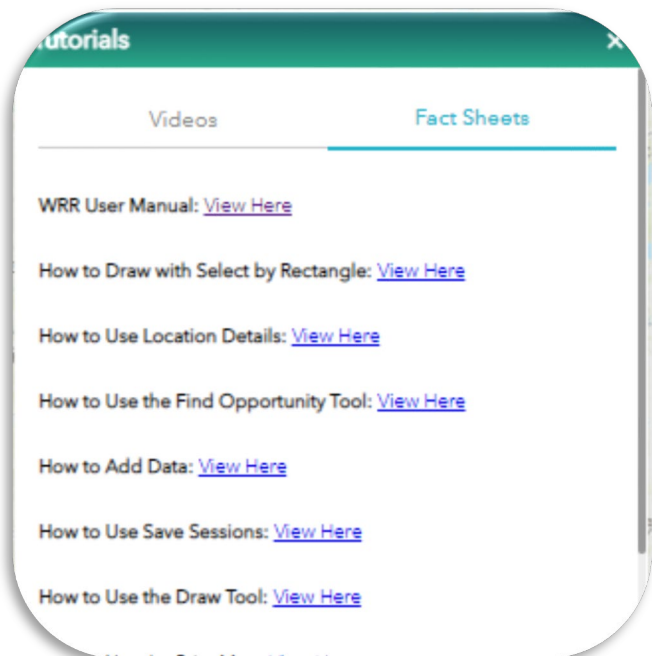 utorials ×
Videos Fact Sheets
WRR User Manual: View Here
How to Draw with Select by Rectangle: View Here
How to Use Location Details: View Here
How to Use the Find Opportunity Tool: View Here
How to Add Data: View Here
How to Use Save Sessions: View Here
How to Use the Draw Tool: View Here